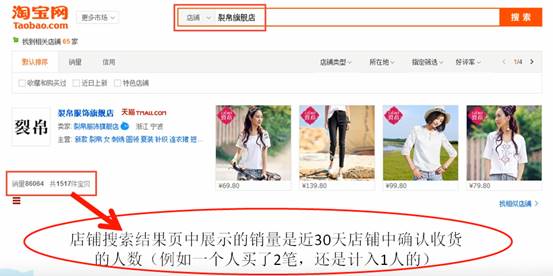 淘宝网
Taobao.com
更多市场
店铺 裂帛旗舰店
搜索
找到相关店铺 65 家
默认排序 销量 信用
店铺类型 所在地 指定筛选 好评率 1/4
收藏和购买过 近日上新 特色店铺
裂帛
裂帛服饰旗舰店 天猫 TMALL.COM
卖家: 裂帛服饰旗舰店 浙江 宁波
主营: 新款 裂帛 女 刺绣 圆领 夏装 针织 连衣裙 短...
销量86064 共1517件宝贝
¥69.80
¥139.80
¥99.80
¥79.80
找相似店铺
店铺搜索结果页中展示的销量是近30天店铺中确认收货
的人数（例如一个人买了2笔，还是计入1人的）